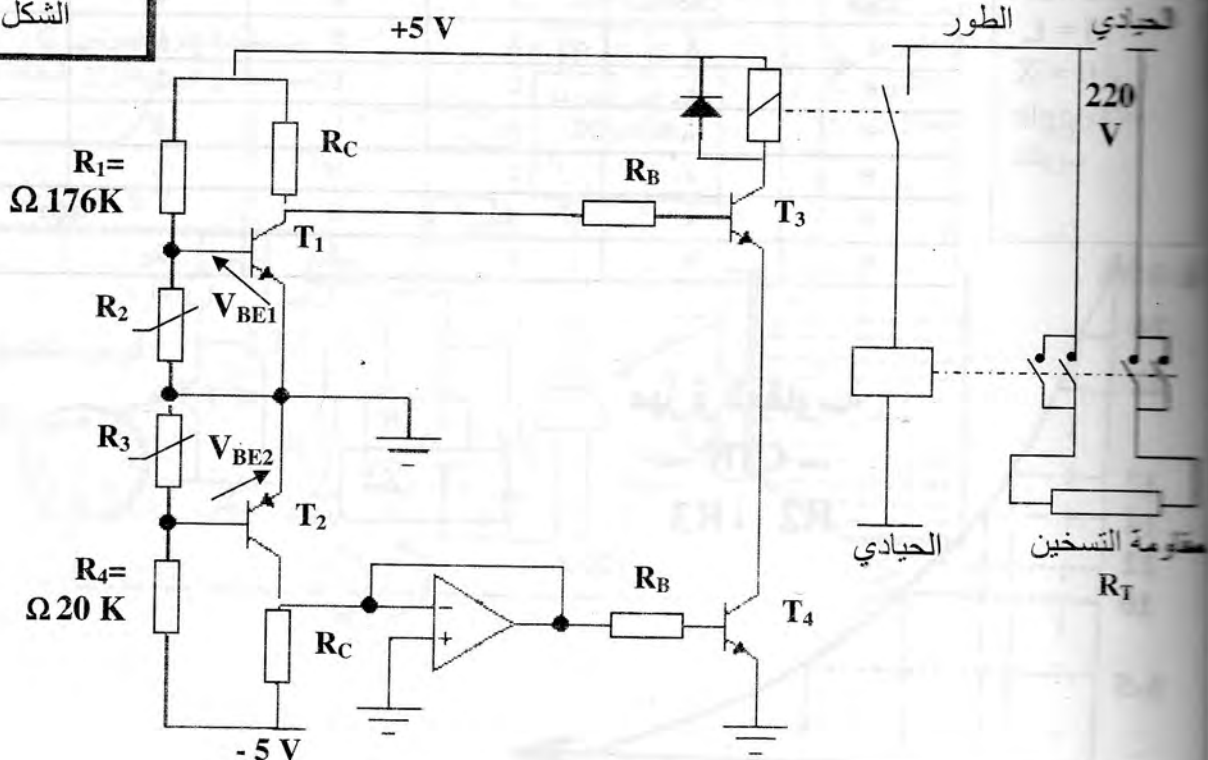 الشكل
+5 V
الطور
الحيادي
220
V
R1=
Ω 176K
RC
RB
T1
T3
R2
VBE1
R3
VBE2
T2
R4=
Ω 20 K
RC
-
+
RB
T4
الحيادي
مقاومة التسخين
RT
- 5 V